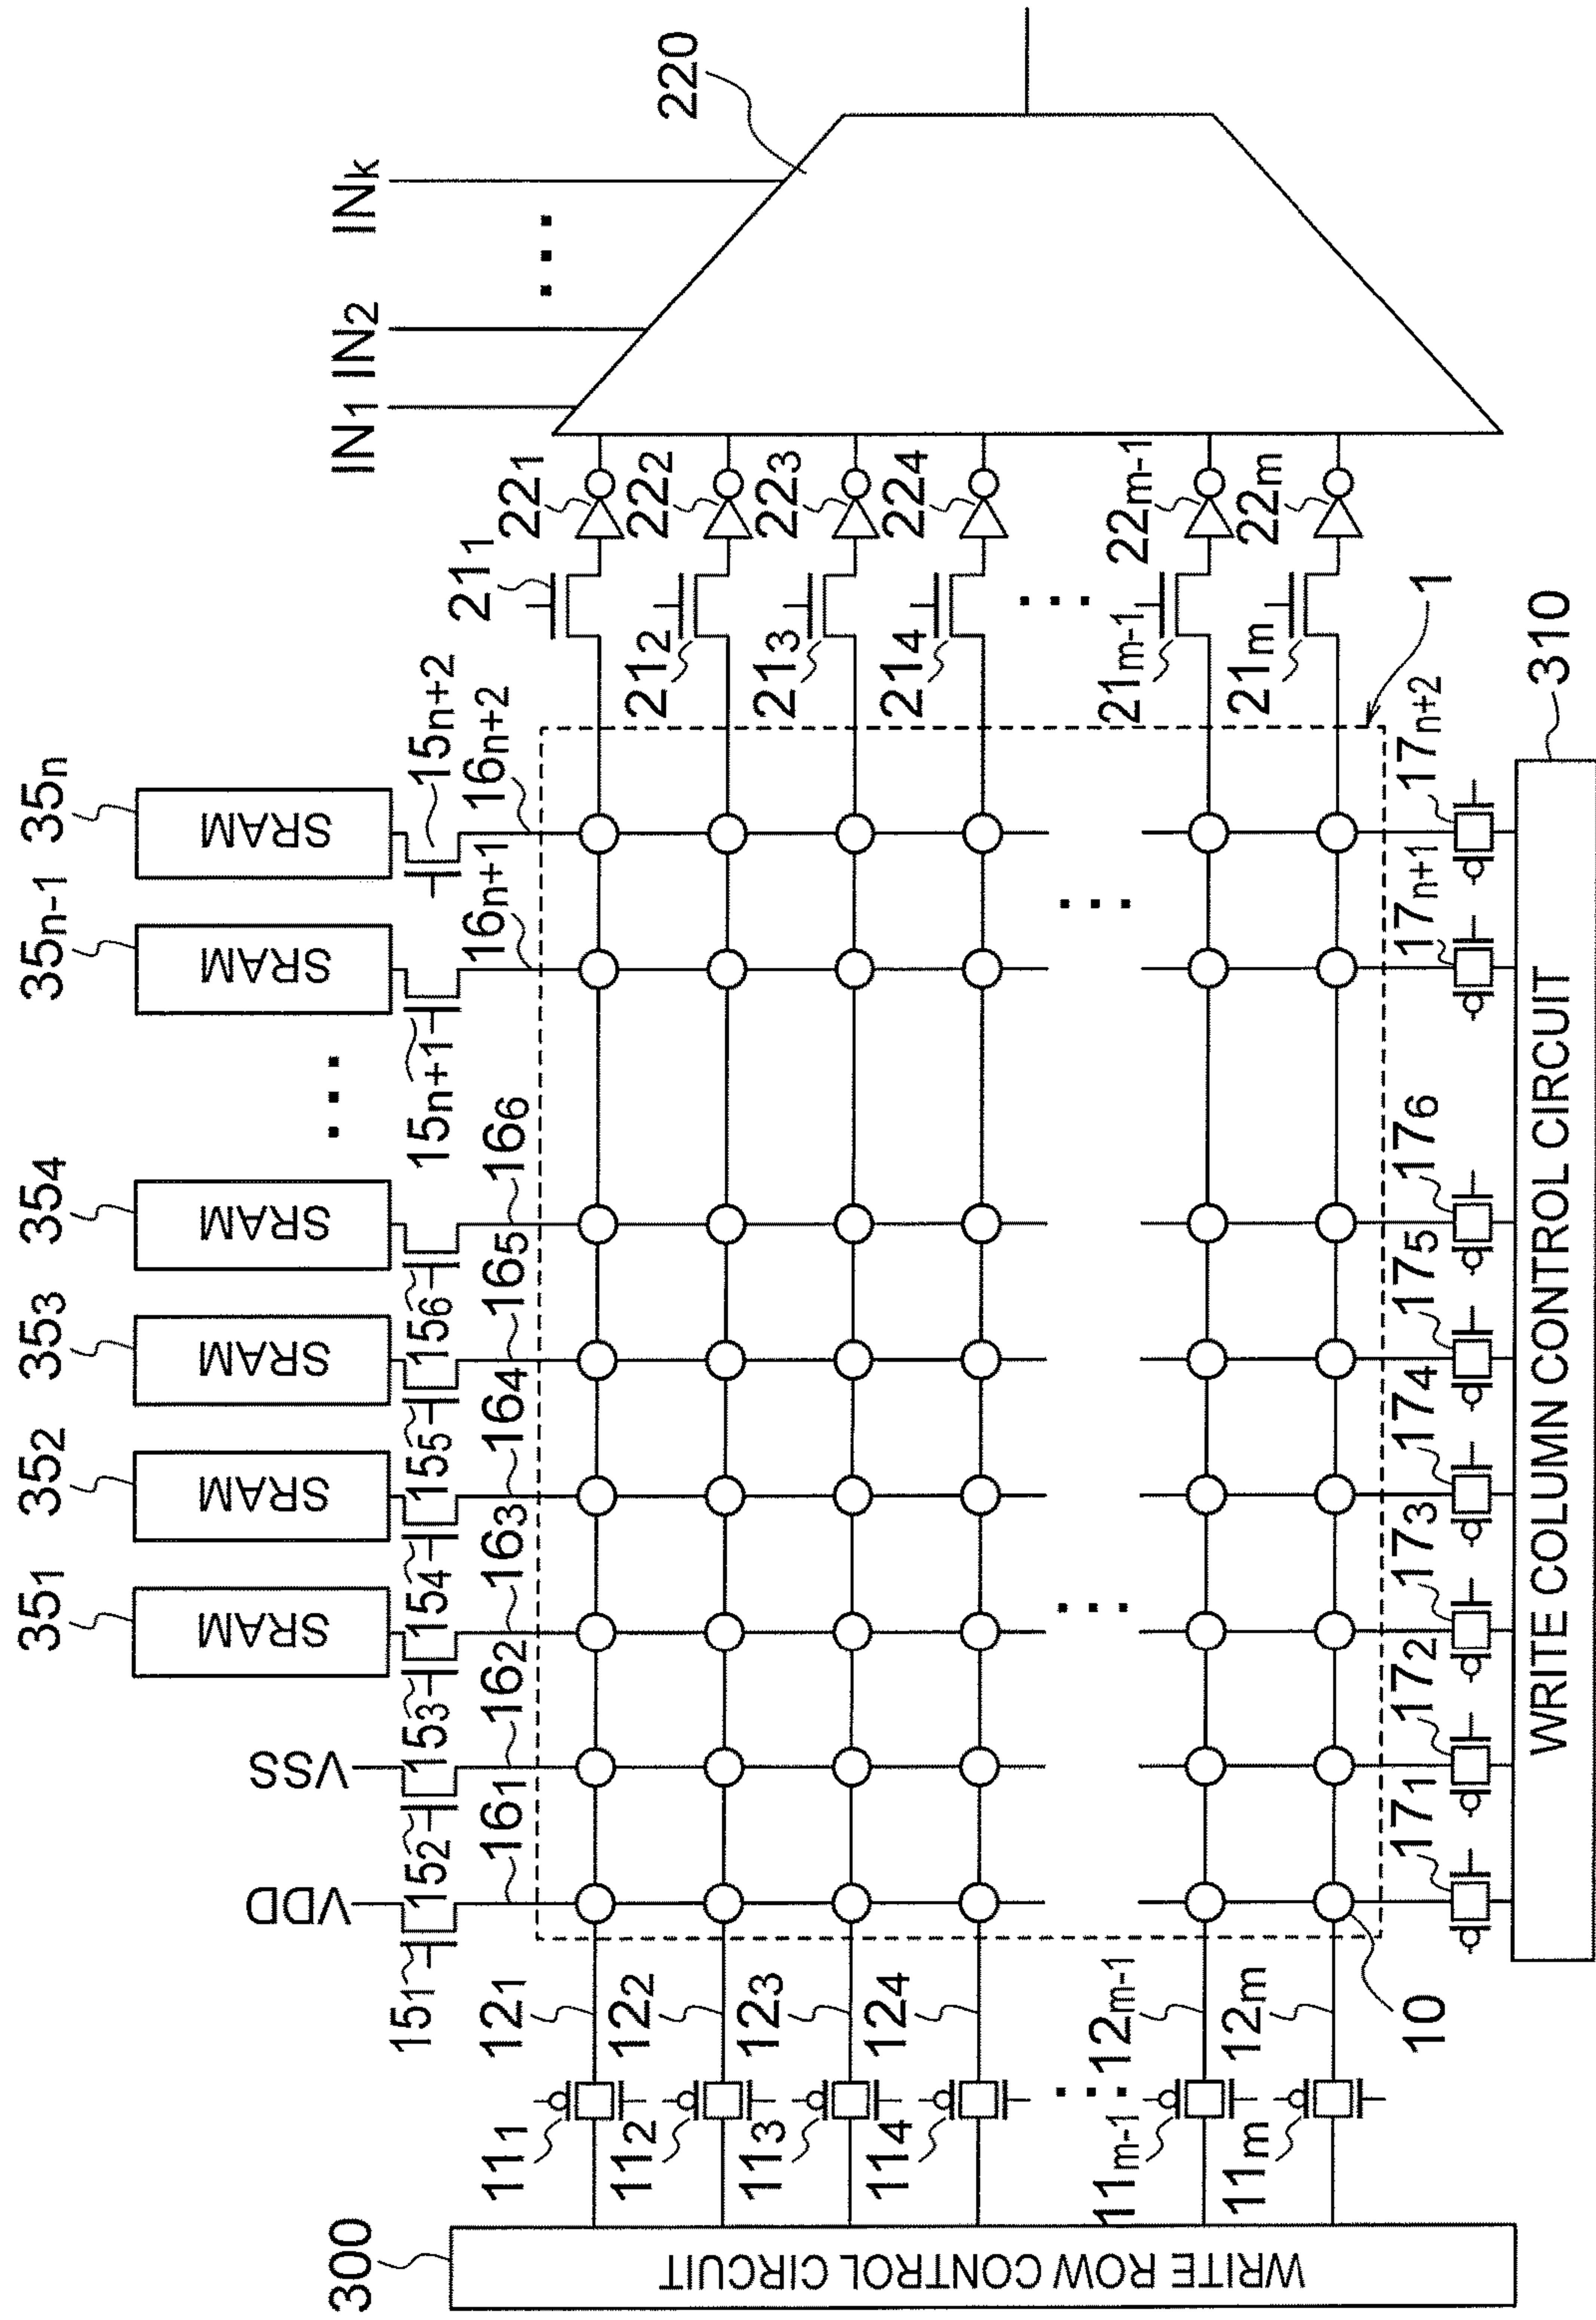 35₁
35₂
35₃
35₄
35ₙ₋₁
35ₙ
VDD
VSS
SRAM
SRAM
SRAM
SRAM
SRAM
SRAM
15₁
15₂
15₃
15₄
15₅
15₆
15ₙ₊₁
15ₙ₊₂
16₁
16₂
16₃
16₄
16₅
16₆
16ₙ₊₁
16ₙ₊₂
IN₁
IN₂
INₖ
220
300
WRITE ROW CONTROL CIRCUIT
11₁
11₂
11₃
11₄
11ₘ₋₁
11ₘ
12₁
12₂
12₃
12₄
12ₘ₋₁
12ₘ
10
21₁
21₂
21₃
21₄
21ₘ₋₁
21ₘ
22₁
22₂
22₃
22₄
22ₘ₋₁
22ₘ
1
17₁
17₂
17₃
17₄
17₅
17₆
17ₙ₊₁
17ₙ₊₂
310
WRITE COLUMN CONTROL CIRCUIT